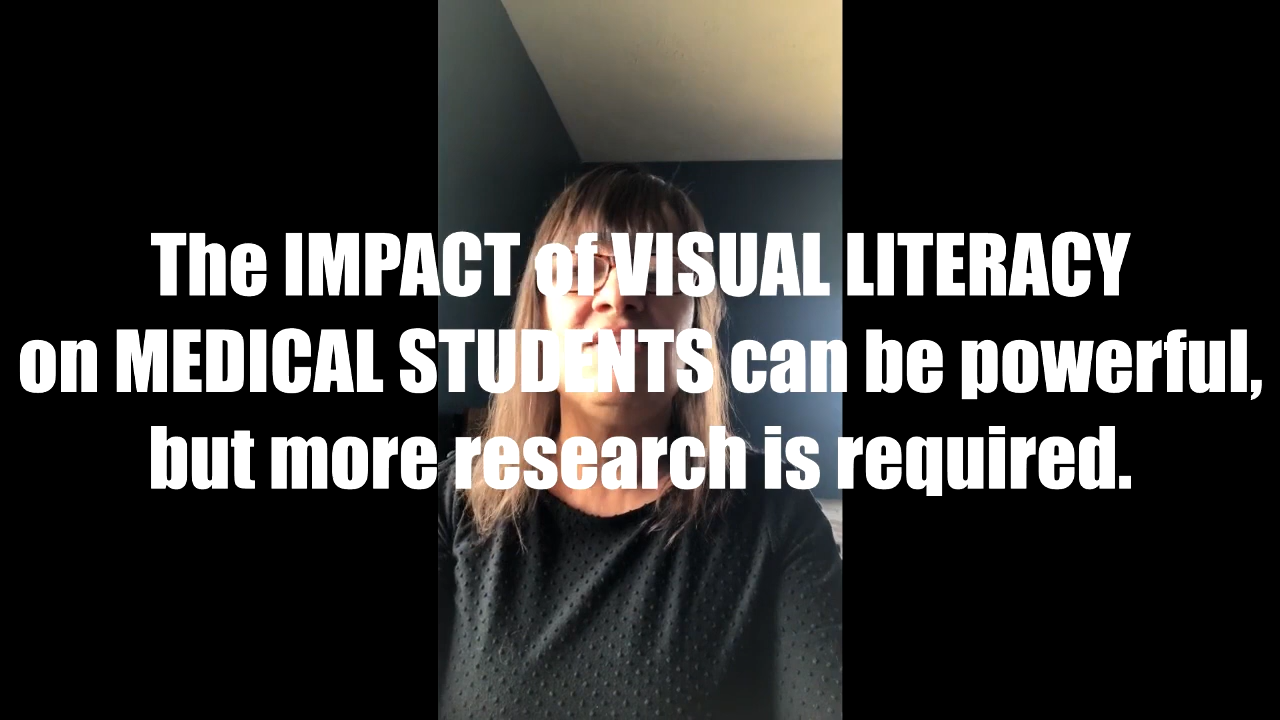 The IMPACT of VISUAL LITERACY
on MEDICAL STUDENTS can be powerful,
but more research is required.